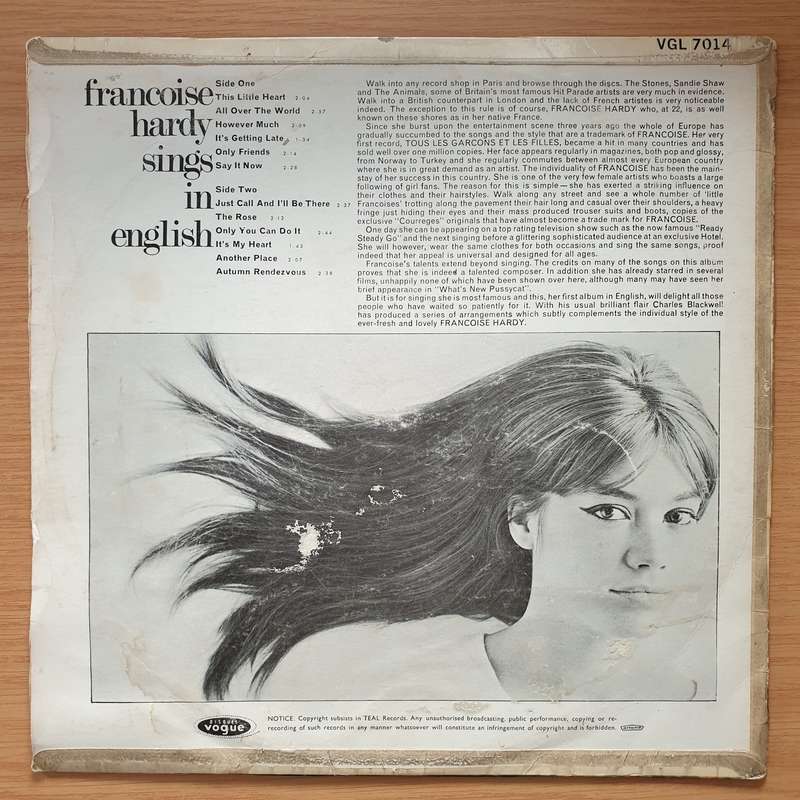 VGL 7014
francoise
hardy
sings
in
english
Side One
This Little Heart 2·06
All Over The World 2·37
However Much 2·09
It's Getting Late 1·34
Only Friends 2·16
Say It Now 2·28
Side Two
Just Call And I'll Be There 2·27
The Rose 2·12
Only You Can Do It 2·44
It's My Heart 1·43
Another Place 2·07
Autumn Rendezvous 2·38
Walk into any record shop in Paris and browse through the discs. The Stones, Sandie Shaw
and The Animals, some of Britain's most famous Hit Parade artists are very much in evidence.
Walk into a British counterpart in London and the lack of French artistes is very noticeable
indeed. The exception to this rule is of course, FRANCOISE HARDY who, at 22, is as well
known on these shores as in her native France.
Since she burst upon the entertainment scene three years ago the whole of Europe has
gradually succumbed to the songs and the style that are a trademark of FRANCOISE. Her very
first record, TOUS LES GARCONS ET LES FILLES, became a hit in many countries and has
sold well over one million copies. Her face appears regularly in magazines, both pop and glossy,
from Norway to Turkey and she regularly commutes between almost every European country
where she is in great demand as an artist. The individuality of FRANCOISE has been the main-
stay of her success in this country. She is one of the very few female artists who boasts a large
following of girl fans. The reason for this is simple — she has exerted a striking influence on
their clothes and their hairstyles. Walk along any street and see a whole number of 'little
Francoises' trotting along the pavement their hair long and casual over their shoulders, a heavy
fringe just hiding their eyes and their mass produced trouser suits and boots, copies of the
exclusive "Courreges" originals that have almost become a trade mark for FRANCOISE.
One day she can be appearing on a top rating television show such as the now famous "Ready
Steady Go" and the next singing before a glittering sophisticated audience at an exclusive Hotel.
She will however, wear the same clothes for both occasions and sing the same songs, proof
indeed that her appeal is universal and designed for all ages.
Francoise's talents extend beyond singing. The credits on many of the songs on this album
proves that she is indeed a talented composer. In addition she has already starred in several
films, unhappily none of which have been shown over here, although many may have seen her
brief appearance in "What's New Pussycat".
But it is for singing she is most famous and this, her first album in English, will delight all those
people who have waited so patiently for it. With his usual brilliant flair Charles Blackwell
has produced a series of arrangements which subtly complements the individual style of the
ever-fresh and lovely FRANCOISE HARDY.
DISQUES
vogue
NOTICE: Copyright subsists in TEAL Records. Any unauthorised broadcasting, public performance, copying or re-
recording of such records in any manner whatsoever will constitute an infringement of copyright and is forbidden.